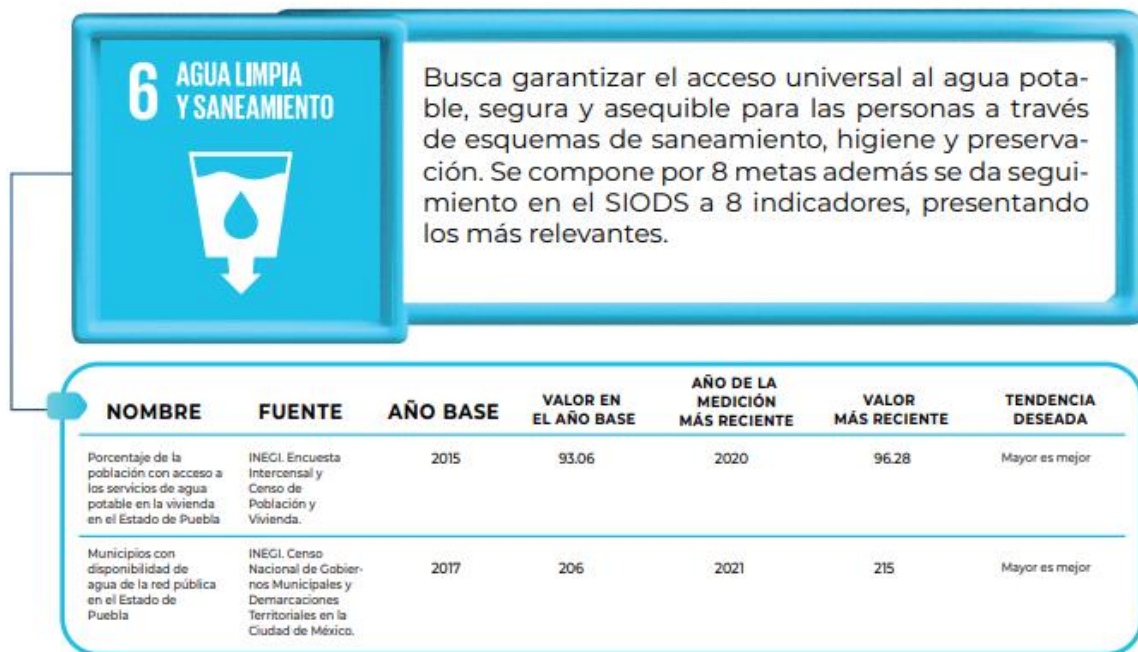 6 AGUA LIMPIA
Y SANEAMIENTO
Busca garantizar el acceso universal al agua pota-
ble, segura y asequible para las personas a través
de esquemas de saneamiento, higiene y preserva-
ción. Se compone por 8 metas además se da segui-
miento en el SIODS a 8 indicadores, presentando
los más relevantes.
NOMBRE FUENTE AÑO BASE VALOR EN EL AÑO BASE AÑO DE LA MEDICIÓN MÁS RECIENTE VALOR MÁS RECIENTE TENDENCIA DESEADA
Porcentaje de la
población con acceso a
los servicios de agua
potable en la vivienda
en el Estado de Puebla
INEGI. Encuesta
Intercensal y
Censo de
Población y
Vivienda.
2015 93.06 2020 96.28 Mayor es mejor
Municipios con
disponibilidad de
agua de la red pública
en el Estado de
Puebla
INEGI. Censo
Nacional de Gobier-
nos Municipales y
Demarcaciones
Territoriales en la
Ciudad de México.
2017 206 2021 215 Mayor es mejor